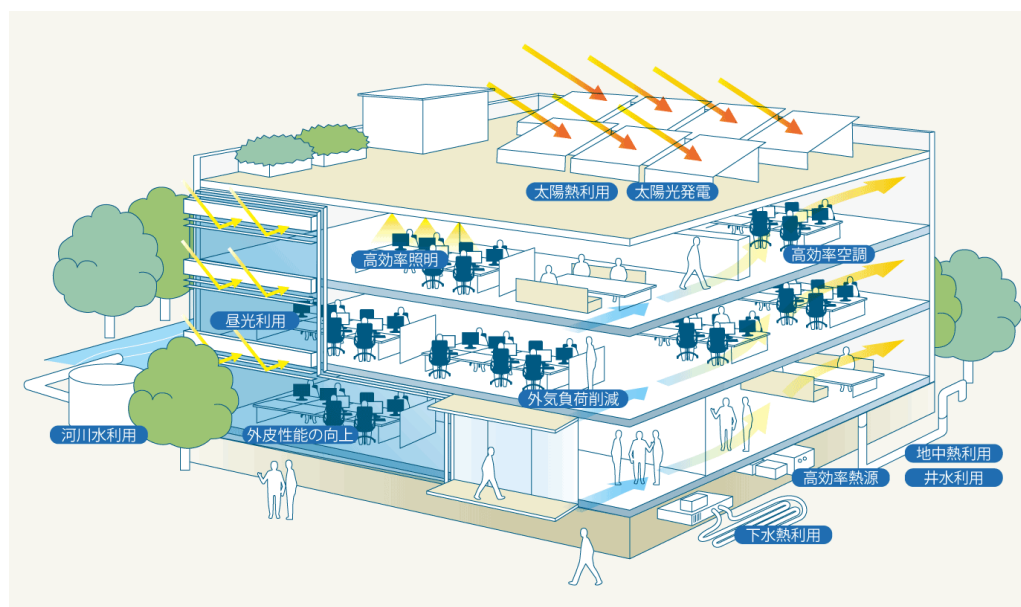 太陽熱利用
太陽光発電
高効率照明
高効率空調
昼光利用
外気負荷削減
河川水利用
外皮性能の向上
地中熱利用
高効率熱源
井水利用
下水熱利用